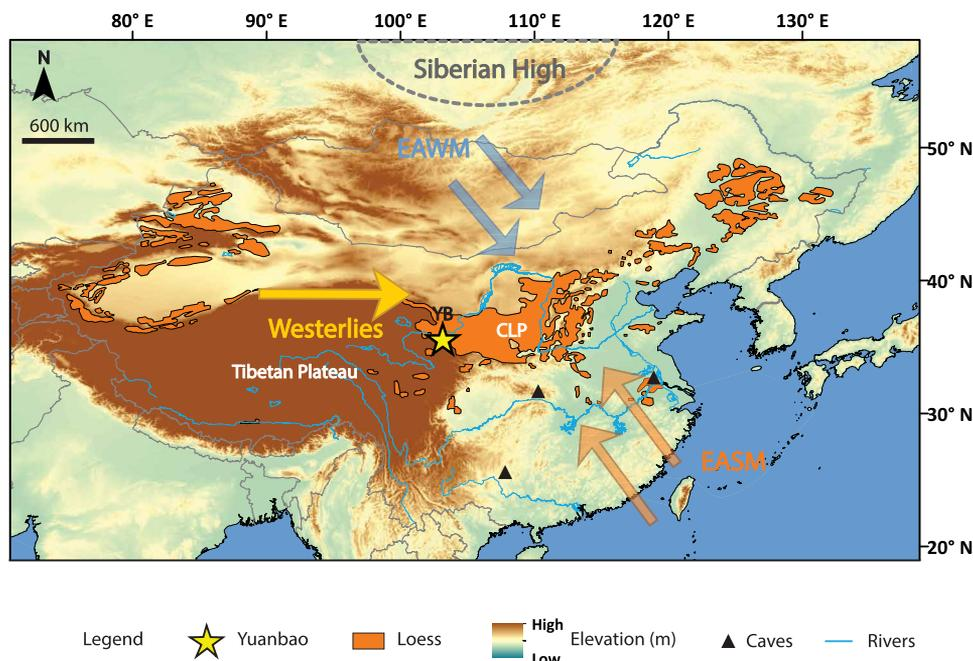 80° E 90° E 100° E 110° E 120° E 130° E
Siberian High
N
600 km
EAWM
50° N
40° N
YB
Westerlies
CLP
Tibetan Plateau
30° N
EASM
20° N
Legend Yuanbao Loess High Elevation (m) Caves Rivers
Low